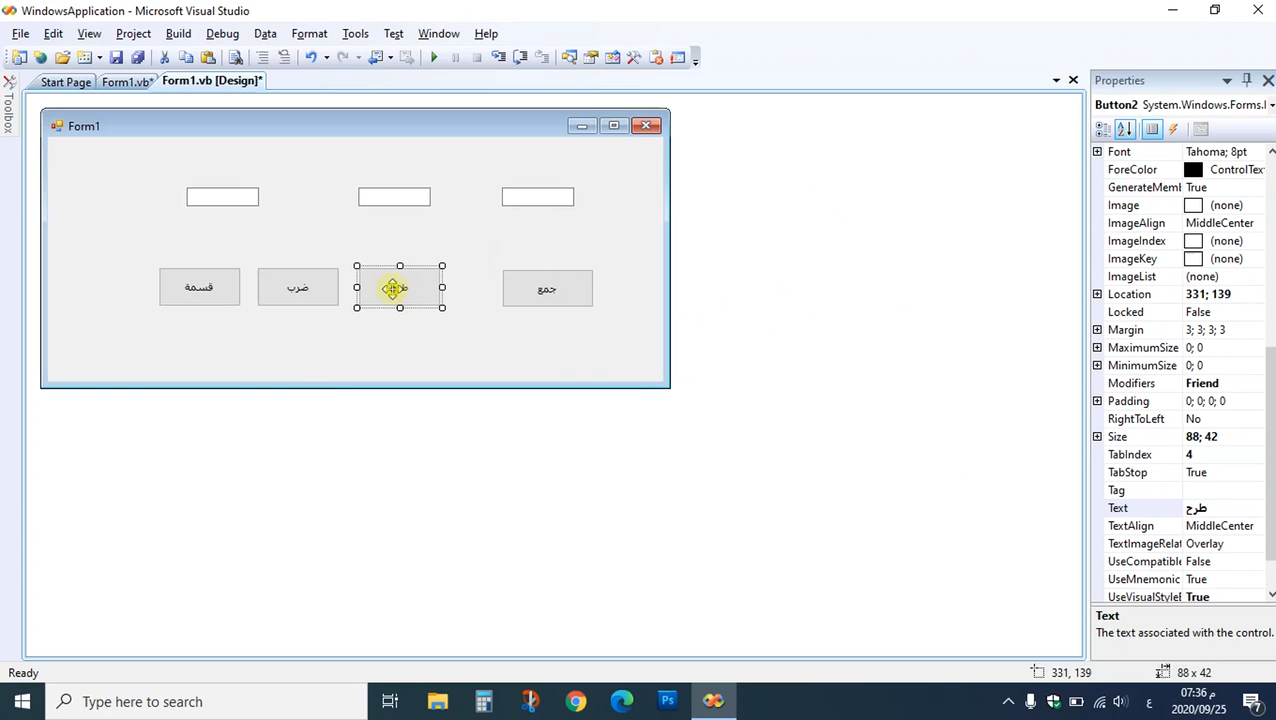 WindowsApplication - Microsoft Visual Studio
File Edit View Project Build Debug Data Format Tools Test Window Help
Start Page Form1.vb* Form1.vb [Design]*
Toolbox
Form1
قسمة ضرب جمع
Properties
Button2 System.Windows.Forms.
Font Tahoma; 8pt
ForeColor ControlText
GenerateMemb True
Image (none)
ImageAlign MiddleCenter
ImageIndex (none)
ImageKey (none)
ImageList (none)
Location 331; 139
Locked False
Margin 3; 3; 3; 3
MaximumSize 0; 0
MinimumSize 0; 0
Modifiers Friend
Padding 0; 0; 0; 0
RightToLeft No
Size 88; 42
TabIndex 4
TabStop True
Tag
Text طرح
TextAlign MiddleCenter
TextImageRelat Overlay
UseCompatible False
UseMnemonic True
UseVisualStyleB True
Text
The text associated with the control.
Ready 331, 139 88 x 42
Type here to search
ع
07:36 م
2020/09/25
7